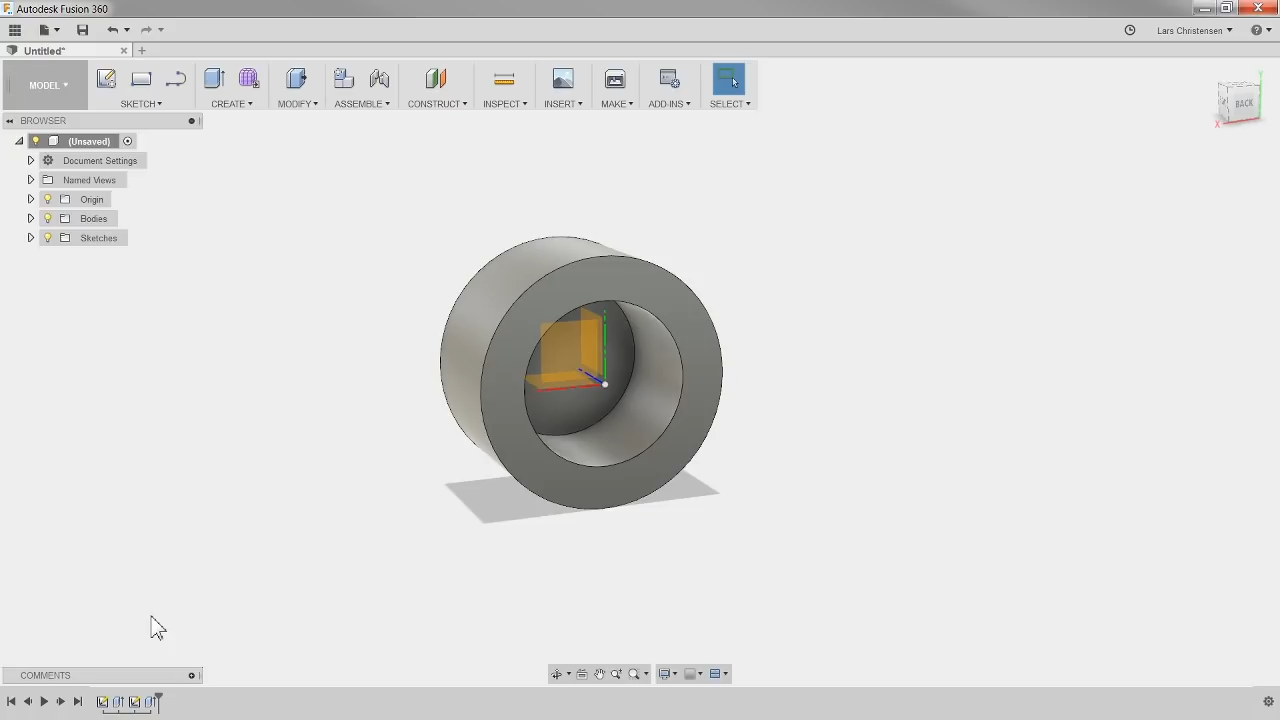 Autodesk Fusion 360
Lars Christensen
Untitled*
MODEL
SKETCH
CREATE
MODIFY
ASSEMBLE
CONSTRUCT
INSPECT
INSERT
MAKE
ADD-INS
SELECT
BROWSER
(Unsaved)
Document Settings
Named Views
Origin
Bodies
Sketches
Y
BACK
X
COMMENTS